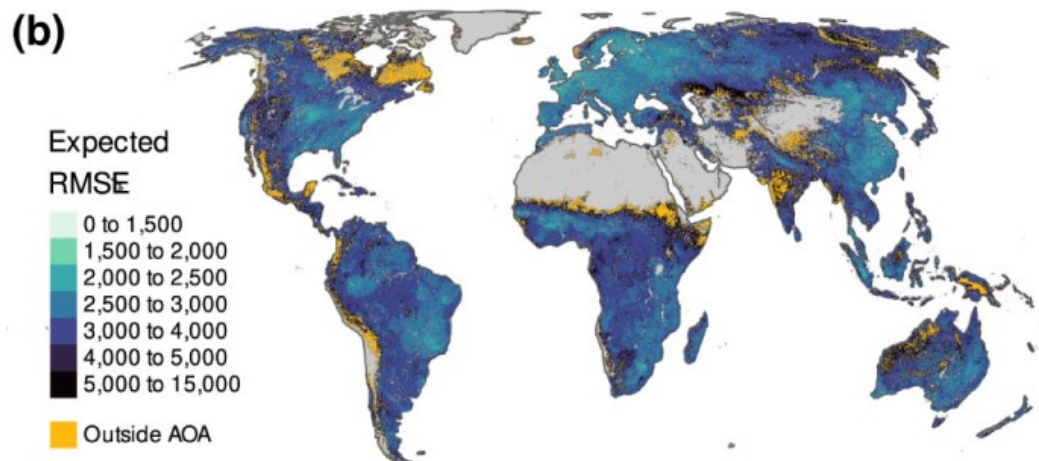 (b)
Expected
RMSE
0 to 1,500
1,500 to 2,000
2,000 to 2,500
2,500 to 3,000
3,000 to 4,000
4,000 to 5,000
5,000 to 15,000
Outside AOA